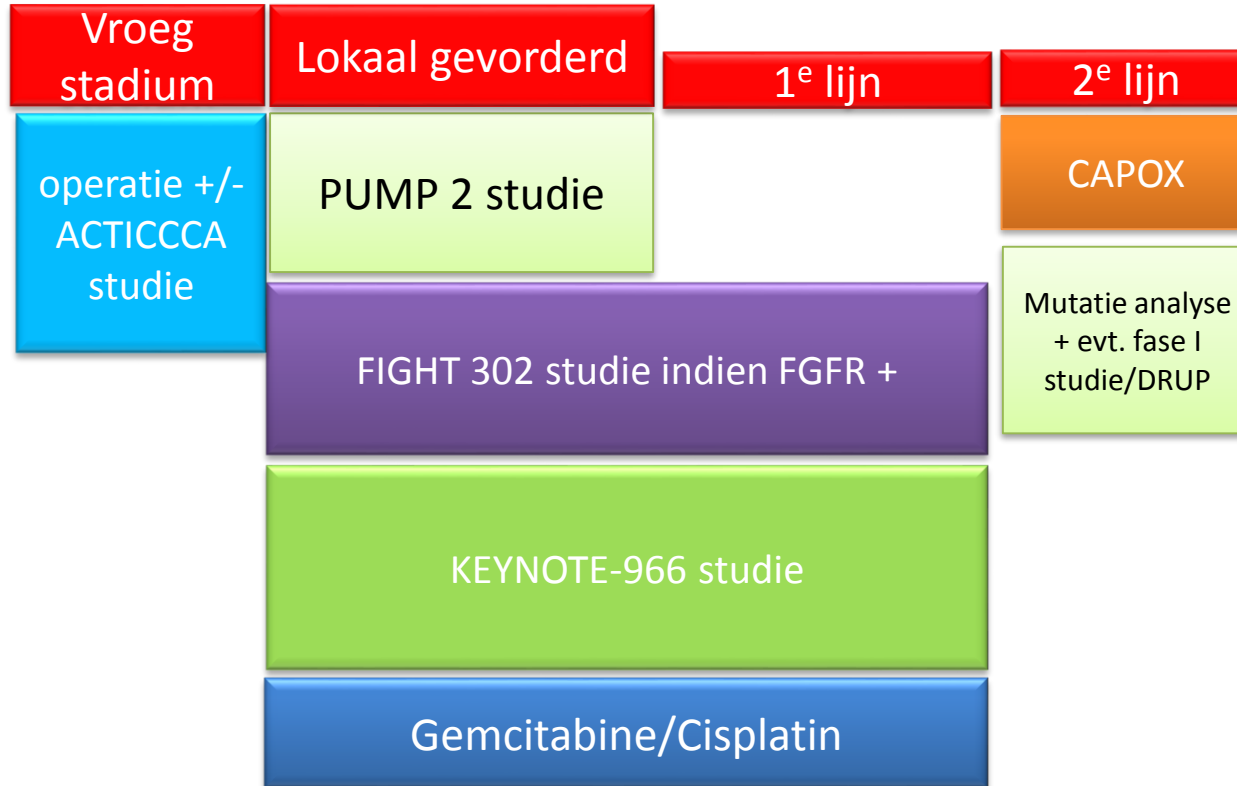 Vroeg
stadium
Lokaal gevorderd
1e lijn
2e lijn
operatie +/-
ACTICCCA
studie
PUMP 2 studie
CAPOX
Mutatie analyse
+ evt. fase I
studie/DRUP
FIGHT 302 studie indien FGFR +
KEYNOTE-966 studie
Gemcitabine/Cisplatin